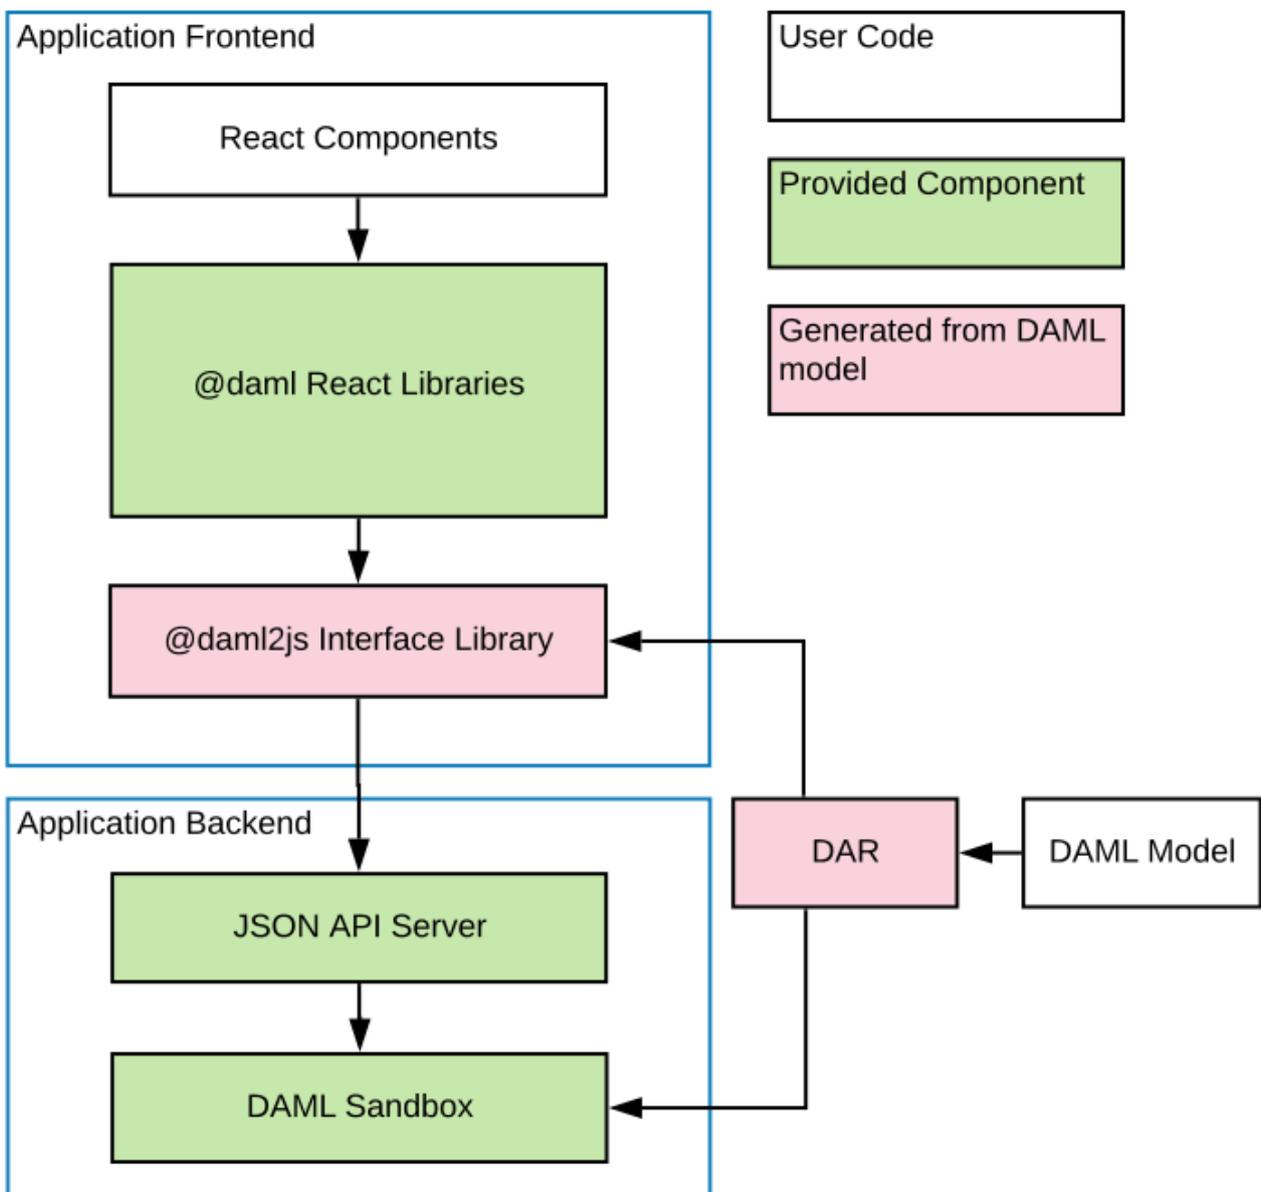 Application Frontend
React Components
@daml React Libraries
@daml2js Interface Library
User Code
Provided Component
Generated from DAML
model
Application Backend
JSON API Server
DAML Sandbox
DAR
DAML Model